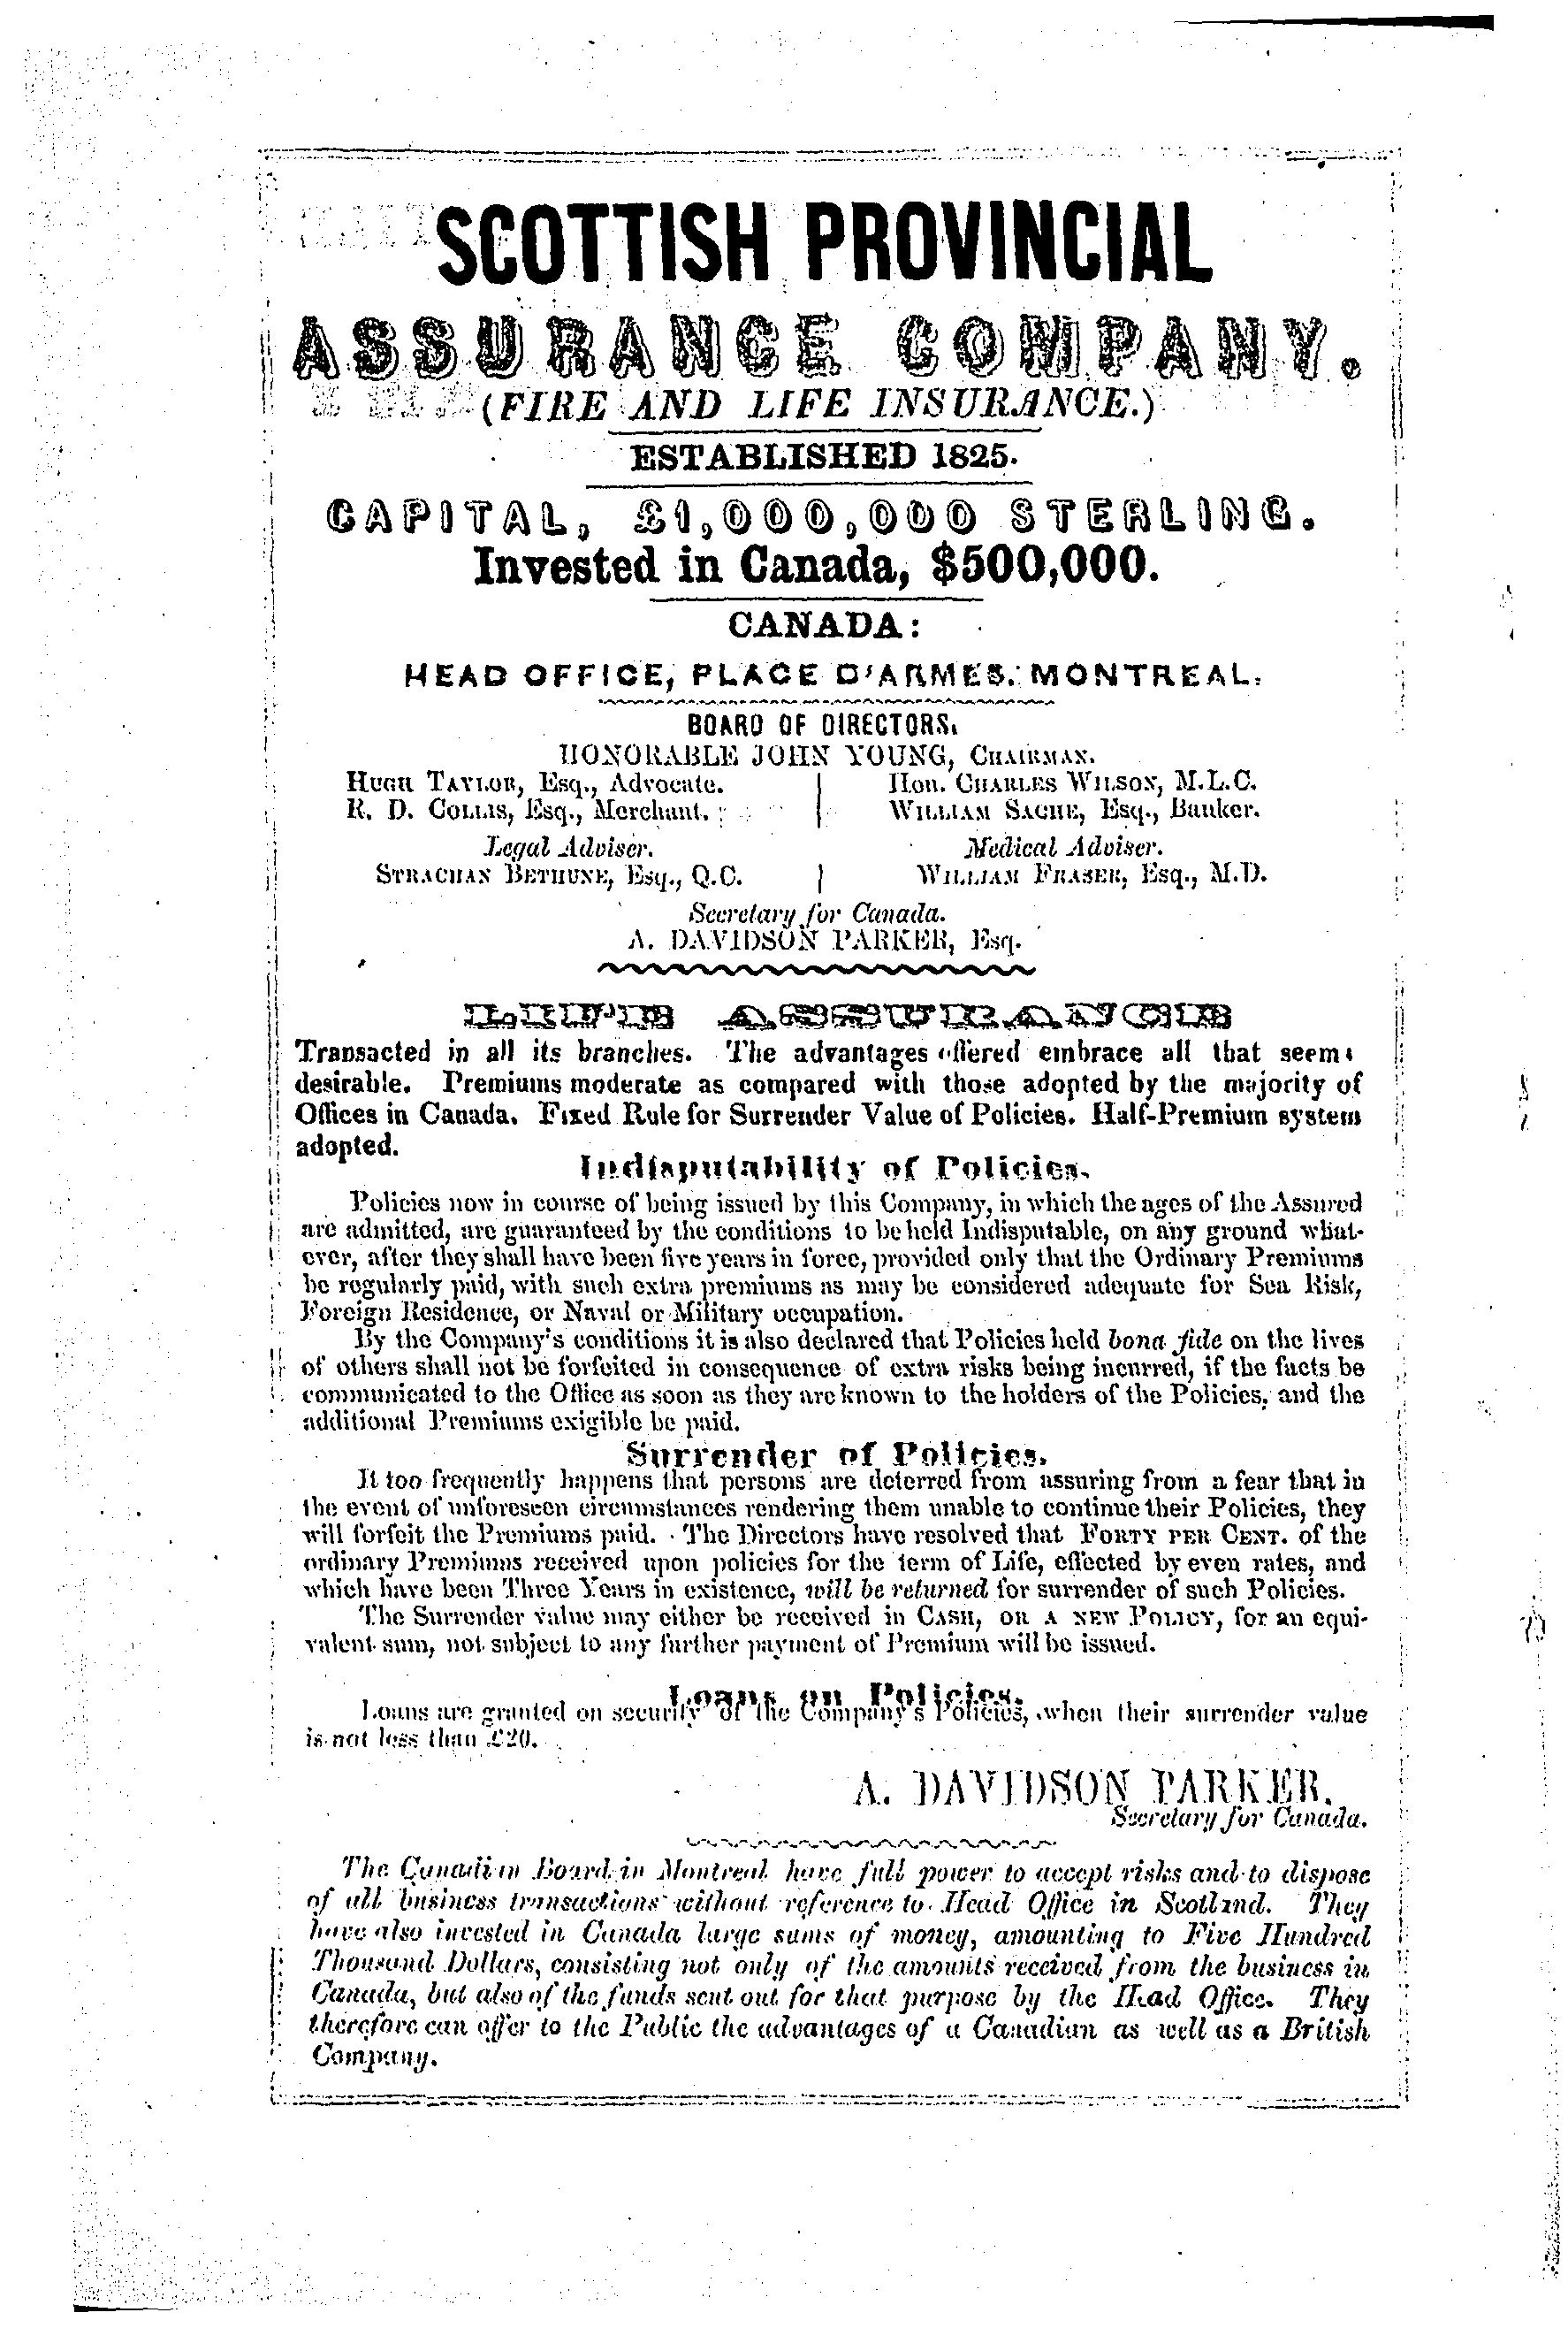 SCOTTISH PROVINCIAL
ASSURANCE COMPANY.
(FIRE AND LIFE INSURANCE.)
ESTABLISHED 1825.
CAPITAL, £1,000,000 STERLING.
Invested in Canada, $500,000.
CANADA:
HEAD OFFICE, PLACE D'ARMES, MONTREAL.
BOARD OF DIRECTORS.
HONORABLE JOHN YOUNG, CHAIRMAN.
HUGH TAYLOR, Esq., Advocate. | Hon. CHARLES WILSON, M.L.C.
R. D. COLLIS, Esq., Merchant. | WILLIAM SACHE, Esq., Banker.
Legal Adviser. Medical Adviser.
STRACHAN BETHUNE, Esq., Q.C. | WILLIAM FRASER, Esq., M.D.
Secretary for Canada.
A. DAVIDSON PARKER, Esq.
LIFE ASSURANCE
Transacted in all its branches. The advantages offered embrace all that seems
desirable. Premiums moderate as compared with those adopted by the majority of
Offices in Canada. Fixed Rule for Surrender Value of Policies. Half-Premium system
adopted.
Indisputability of Policies.
Policies now in course of being issued by this Company, in which the ages of the Assured
are admitted, are guaranteed by the conditions to be held Indisputable, on any ground what-
ever, after they shall have been five years in force, provided only that the Ordinary Premiums
be regularly paid, with such extra premiums as may be considered adequate for Sea Risk,
Foreign Residence, or Naval or Military occupation.
By the Company's conditions it is also declared that Policies held bona fide on the lives
of others shall not be forfeited in consequence of extra risks being incurred, if the facts be
communicated to the Office as soon as they are known to the holders of the Policies, and the
additional Premiums exigible be paid.
Surrender of Policies.
It too frequently happens that persons are deterred from assuring from a fear that in
the event of unforeseen circumstances rendering them unable to continue their Policies, they
will forfeit the Premiums paid. The Directors have resolved that FORTY PER CENT. of the
ordinary Premiums received upon policies for the term of Life, effected by even rates, and
which have been Three Years in existence, will be returned for surrender of such Policies.
The Surrender value may either be received in CASH, OR A NEW POLICY, for an equi-
valent sum, not subject to any further payment of Premium will be issued.
Loans on Policies.
Loans are granted on security of the Company's Policies, when their surrender value
is not less than £20.
A. DAVIDSON PARKER.
Secretary for Canada.
The Canadian Board in Montreal have full power to accept risks and to dispose
of all business transactions without reference to Head Office in Scotland. They
have also invested in Canada large sums of money, amounting to Five Hundred
Thousand Dollars, consisting not only of the amounts received from the business in
Canada, but also of the funds sent out for that purpose by the Head Office. They
therefore can offer to the Public the advantages of a Canadian as well as a British
Company.